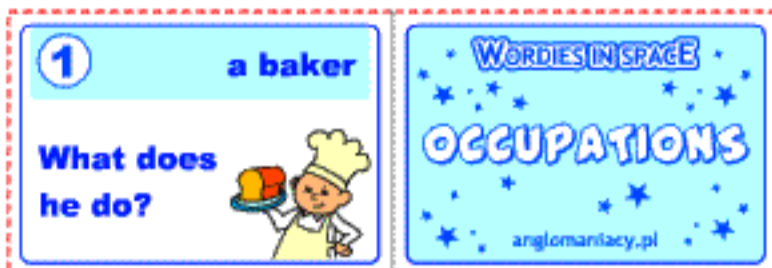 1
a baker
What does
he do?
WORDIES IN SPACE
OCCUPATIONS
anglomaniacy.pl